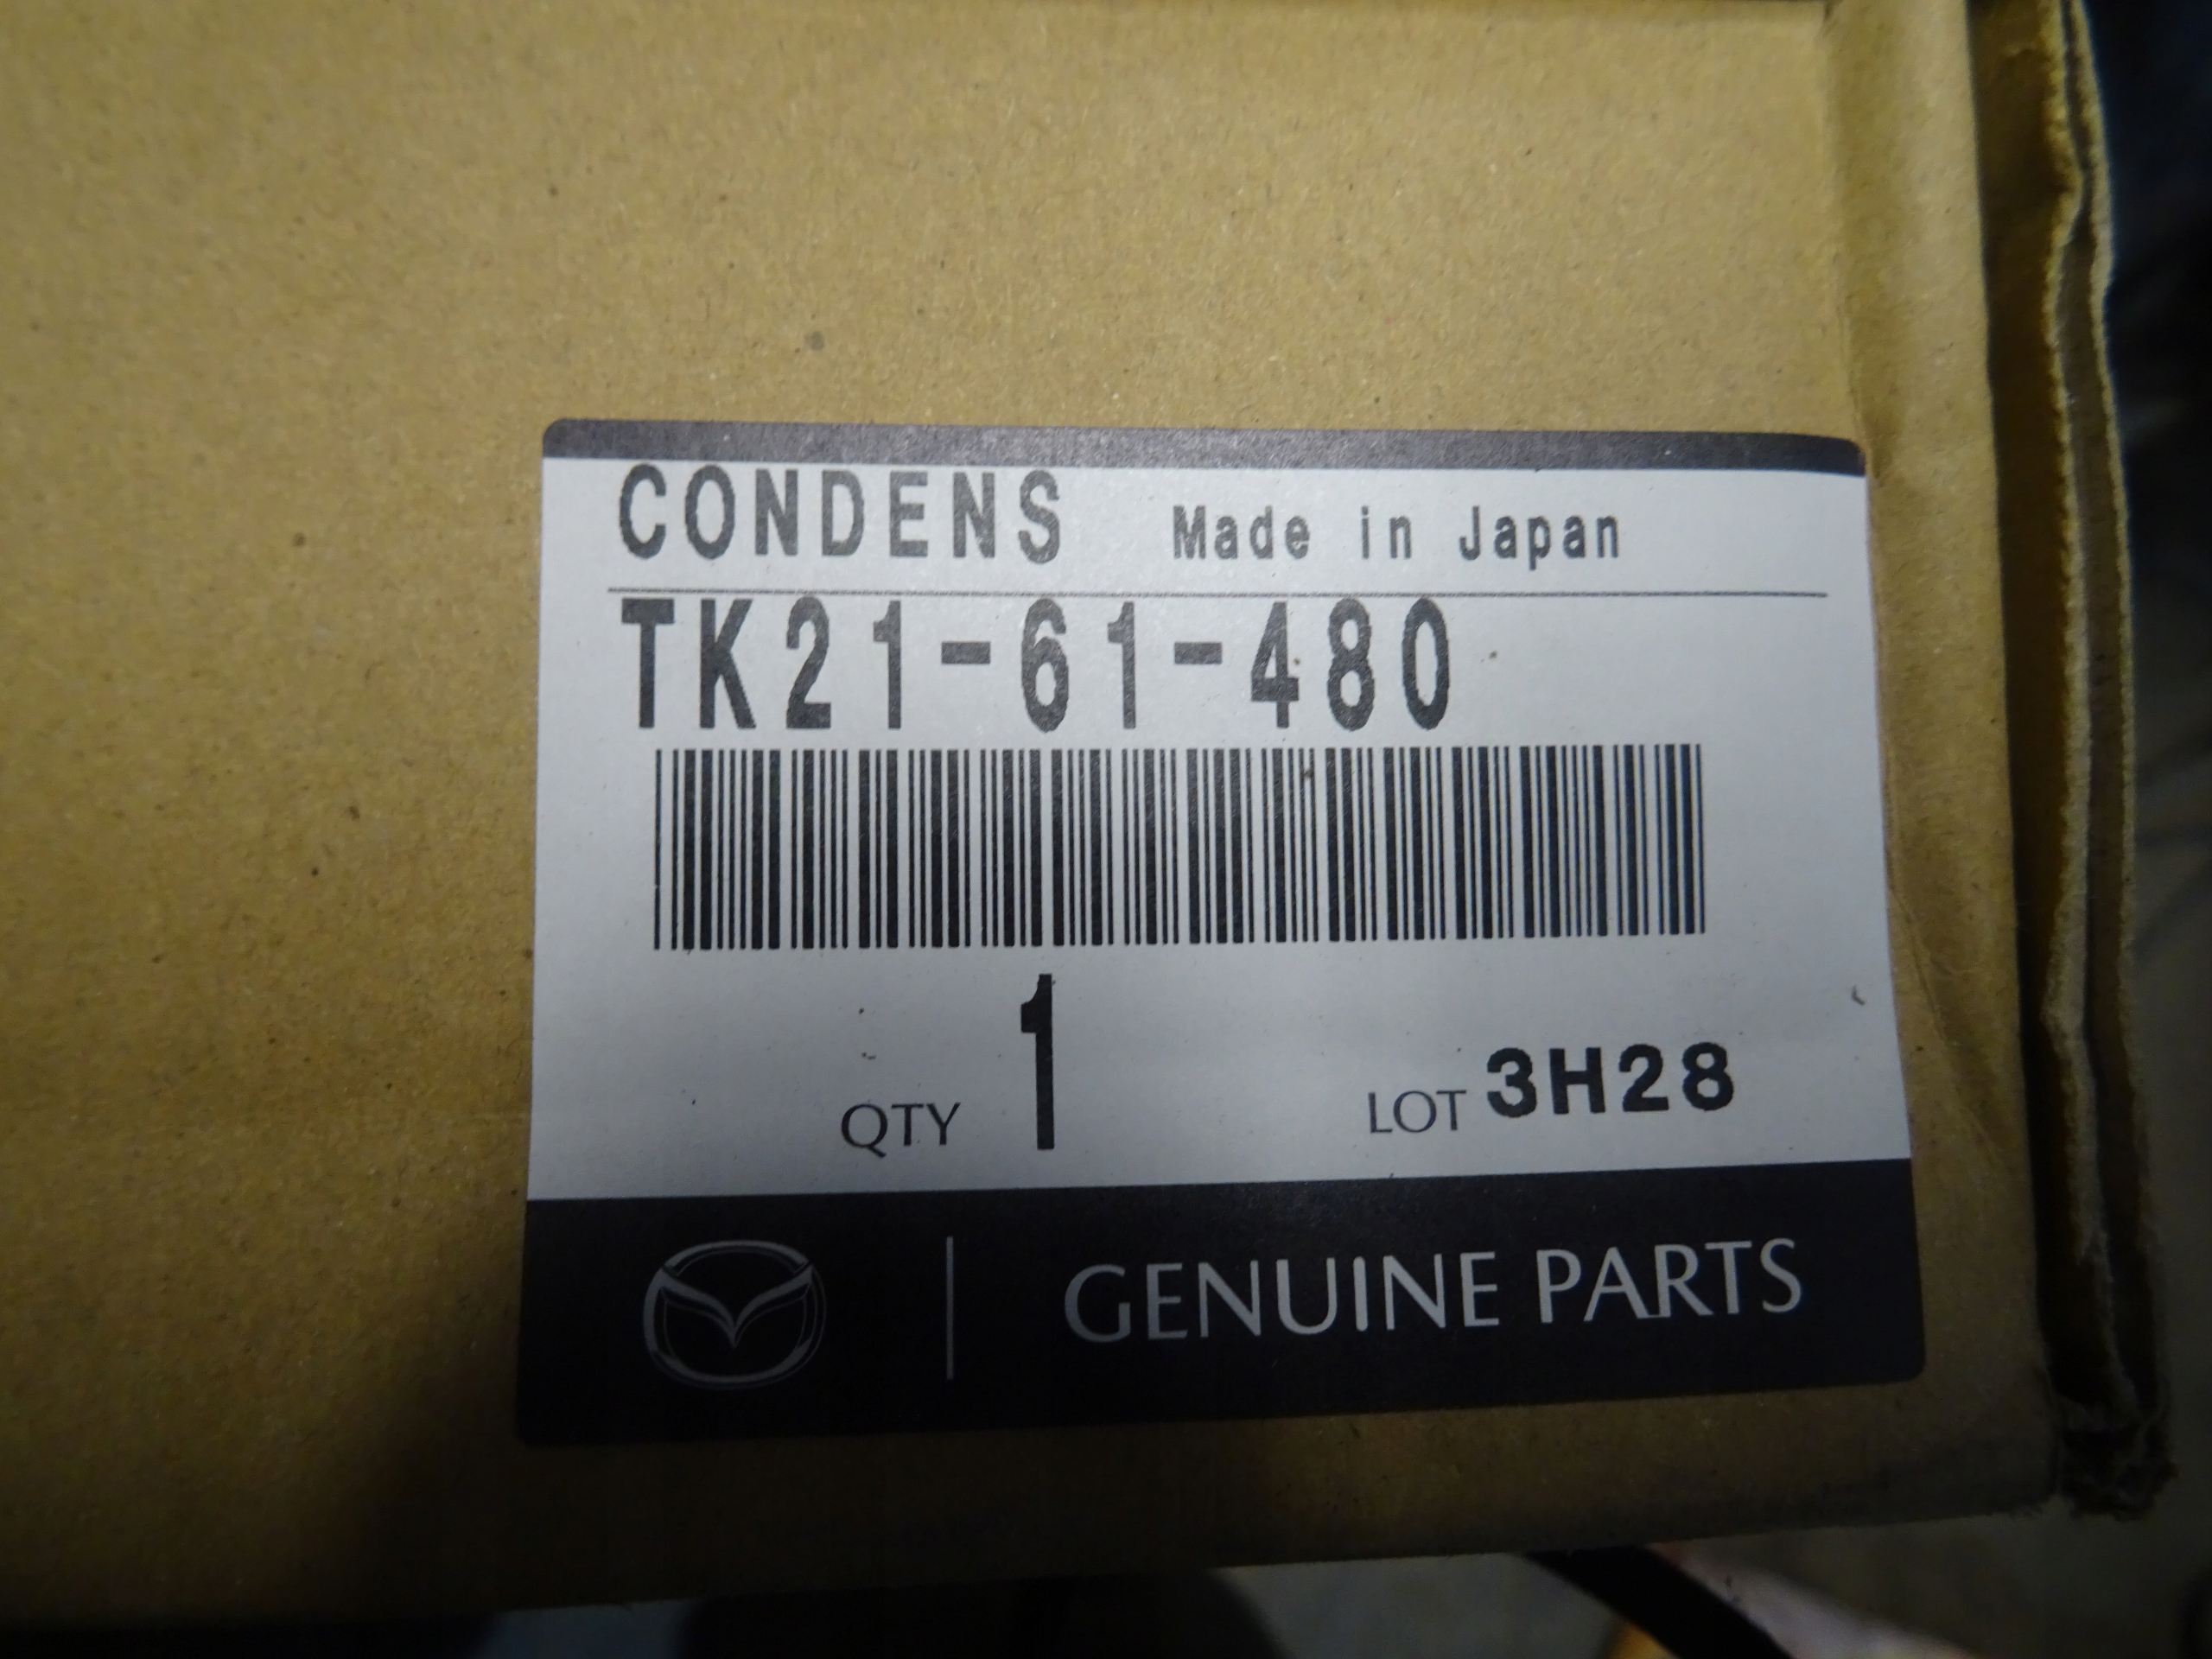 CONDENS Made in Japan
TK21-61-480
QTY 1 LOT 3H28
GENUINE PARTS